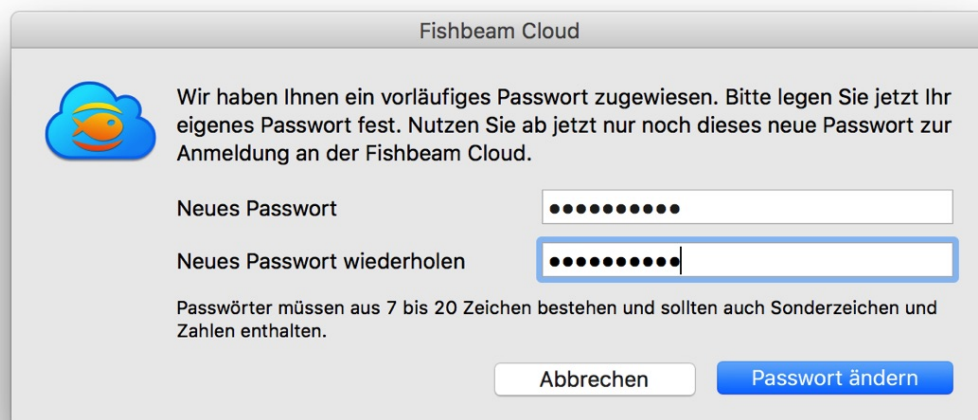 Fishbeam Cloud
Wir haben Ihnen ein vorläufiges Passwort zugewiesen. Bitte legen Sie jetzt Ihr
eigenes Passwort fest. Nutzen Sie ab jetzt nur noch dieses neue Passwort zur
Anmeldung an der Fishbeam Cloud.
Neues Passwort ●●●●●●●●●●
Neues Passwort wiederholen ●●●●●●●●●●
Passwörter müssen aus 7 bis 20 Zeichen bestehen und sollten auch Sonderzeichen und
Zahlen enthalten.
Abbrechen Passwort ändern